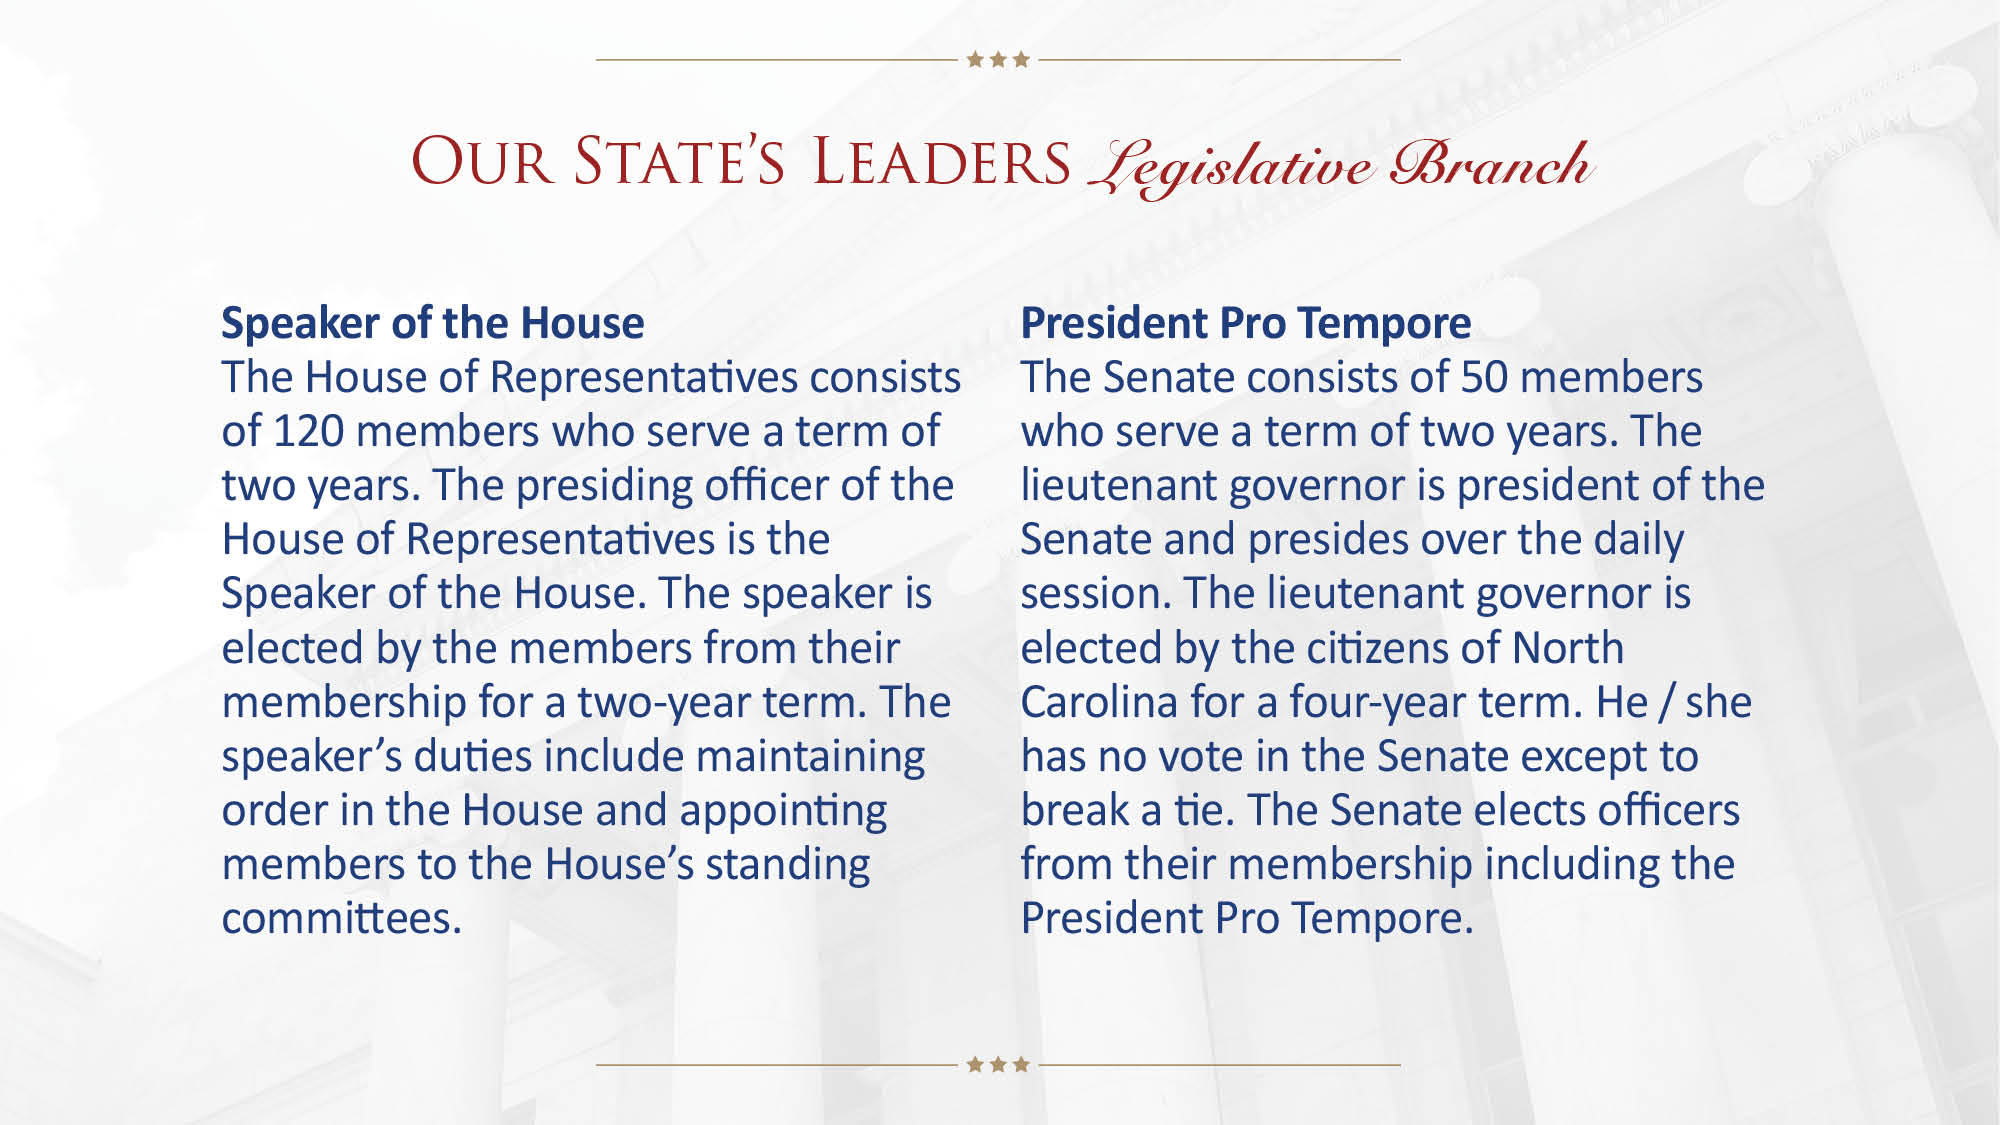 Our State's Leaders Legislative Branch
Speaker of the House
The House of Representatives consists
of 120 members who serve a term of
two years. The presiding officer of the
House of Representatives is the
Speaker of the House. The speaker is
elected by the members from their
membership for a two-year term. The
speaker's duties include maintaining
order in the House and appointing
members to the House's standing
committees.
President Pro Tempore
The Senate consists of 50 members
who serve a term of two years. The
lieutenant governor is president of the
Senate and presides over the daily
session. The lieutenant governor is
elected by the citizens of North
Carolina for a four-year term. He / she
has no vote in the Senate except to
break a tie. The Senate elects officers
from their membership including the
President Pro Tempore.